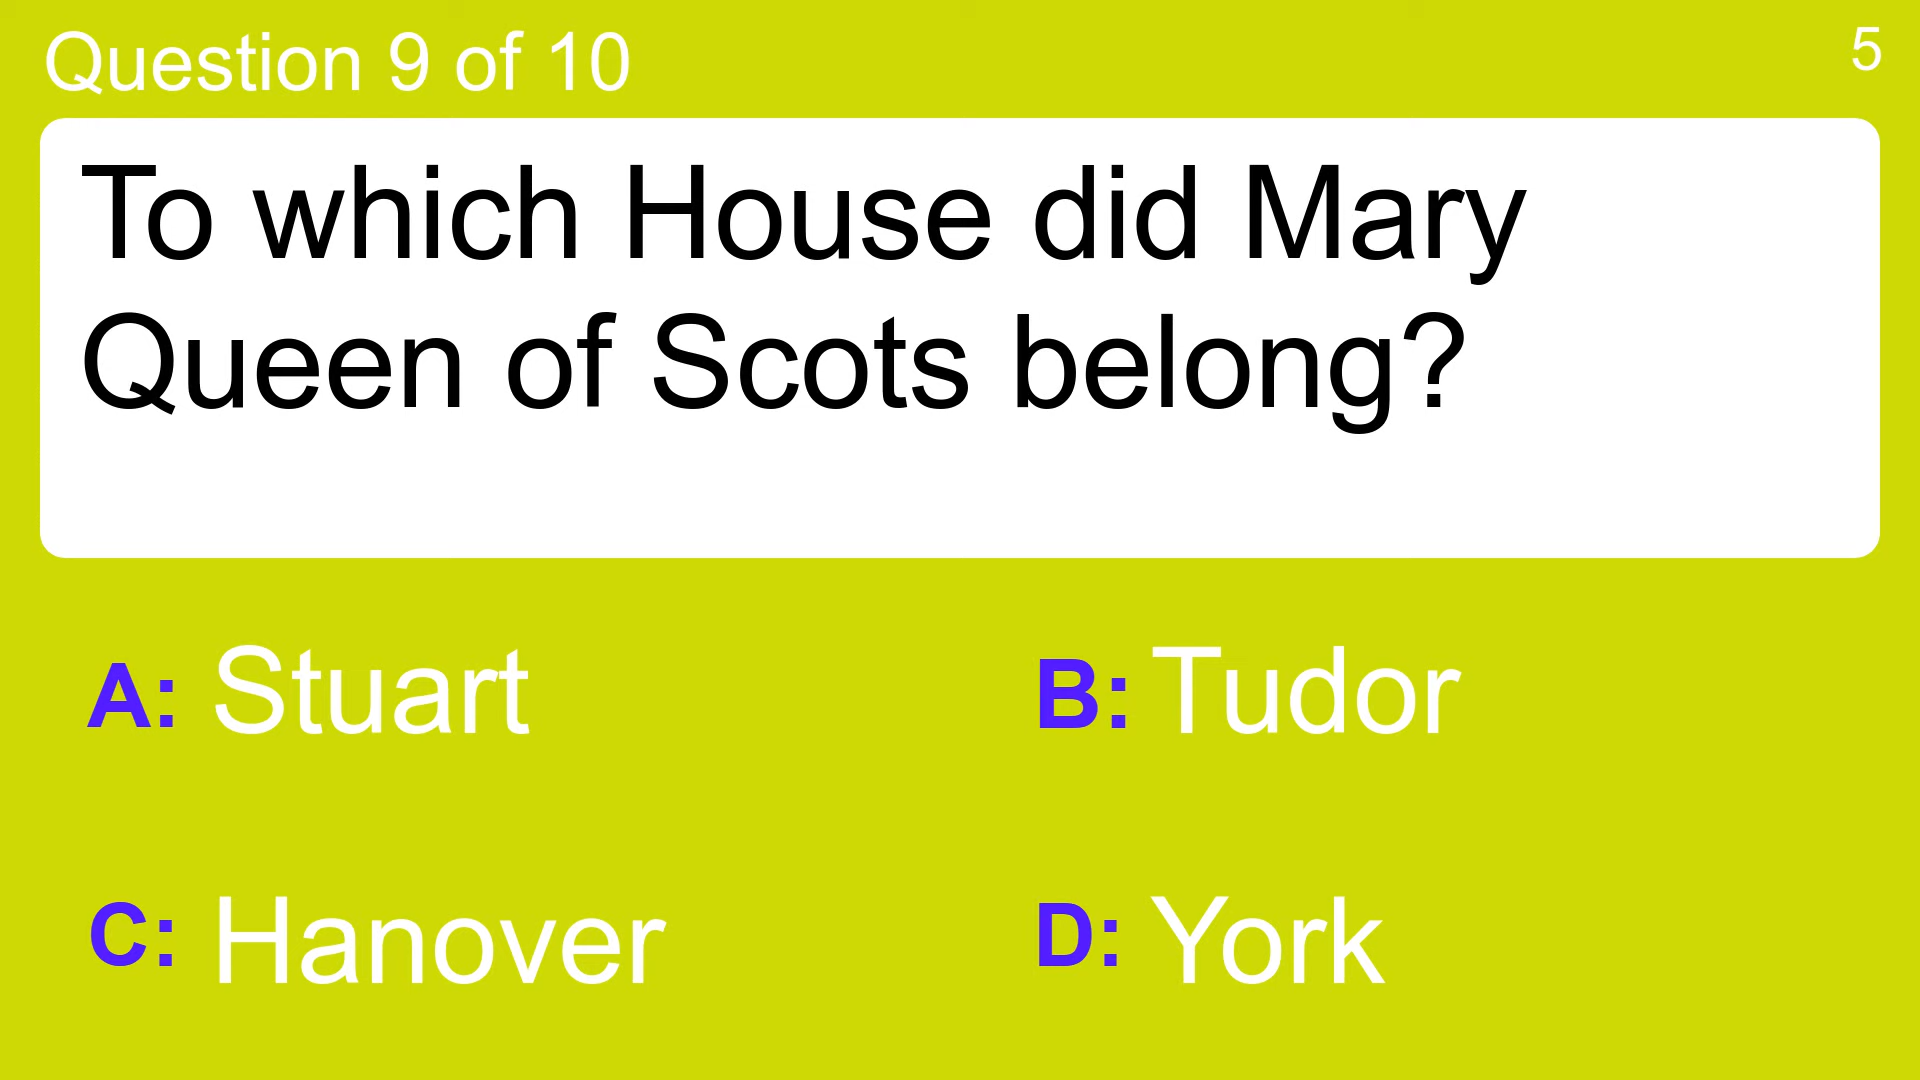 Question 9 of 10
5
To which House did Mary
Queen of Scots belong?
A: Stuart
B: Tudor
C: Hanover
D: York